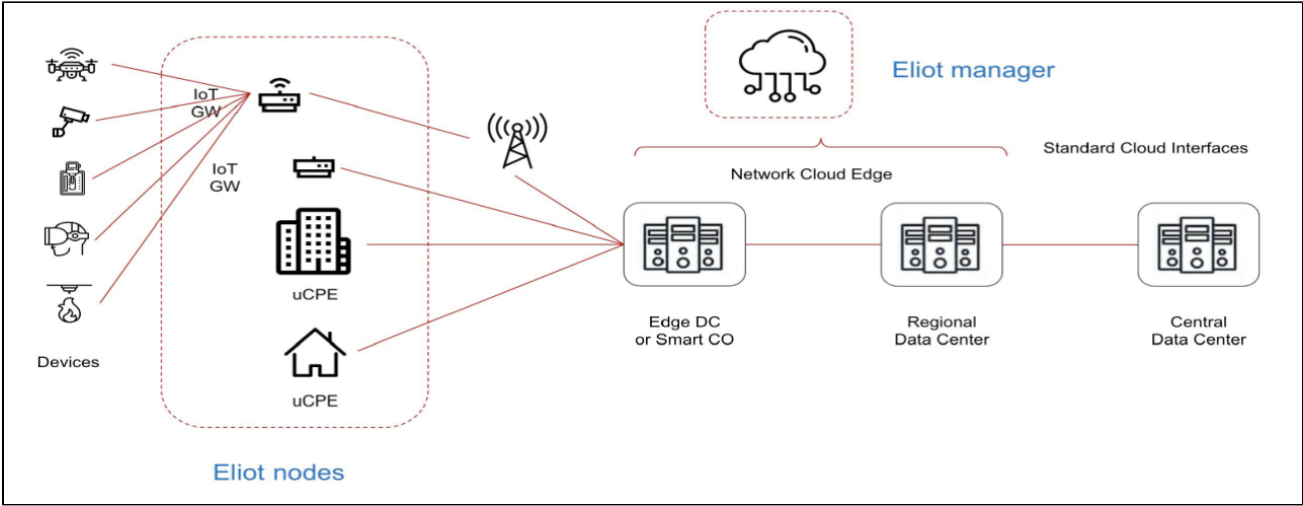 Eliot manager
IoT
GW
Standard Cloud Interfaces
Network Cloud Edge
IoT
GW
uCPE
Edge DC
or Smart CO
Regional
Data Center
Central
Data Center
Devices
uCPE
Eliot nodes